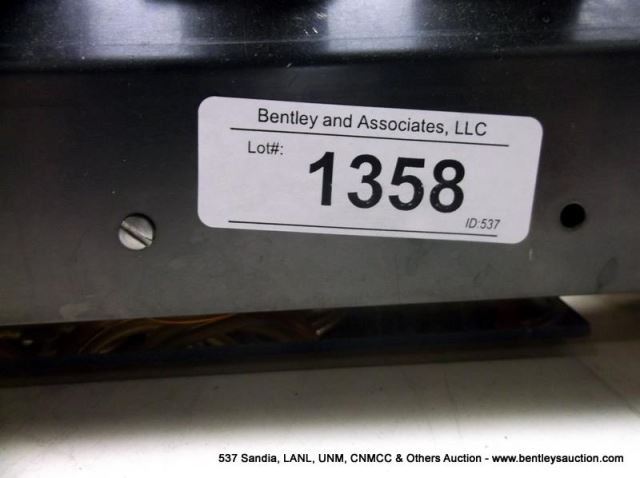 Bentley and Associates, LLC
Lot#:
1358
ID:537
537 Sandia, LANL, UNM, CNMCC & Others Auction - www.bentleysauction.com